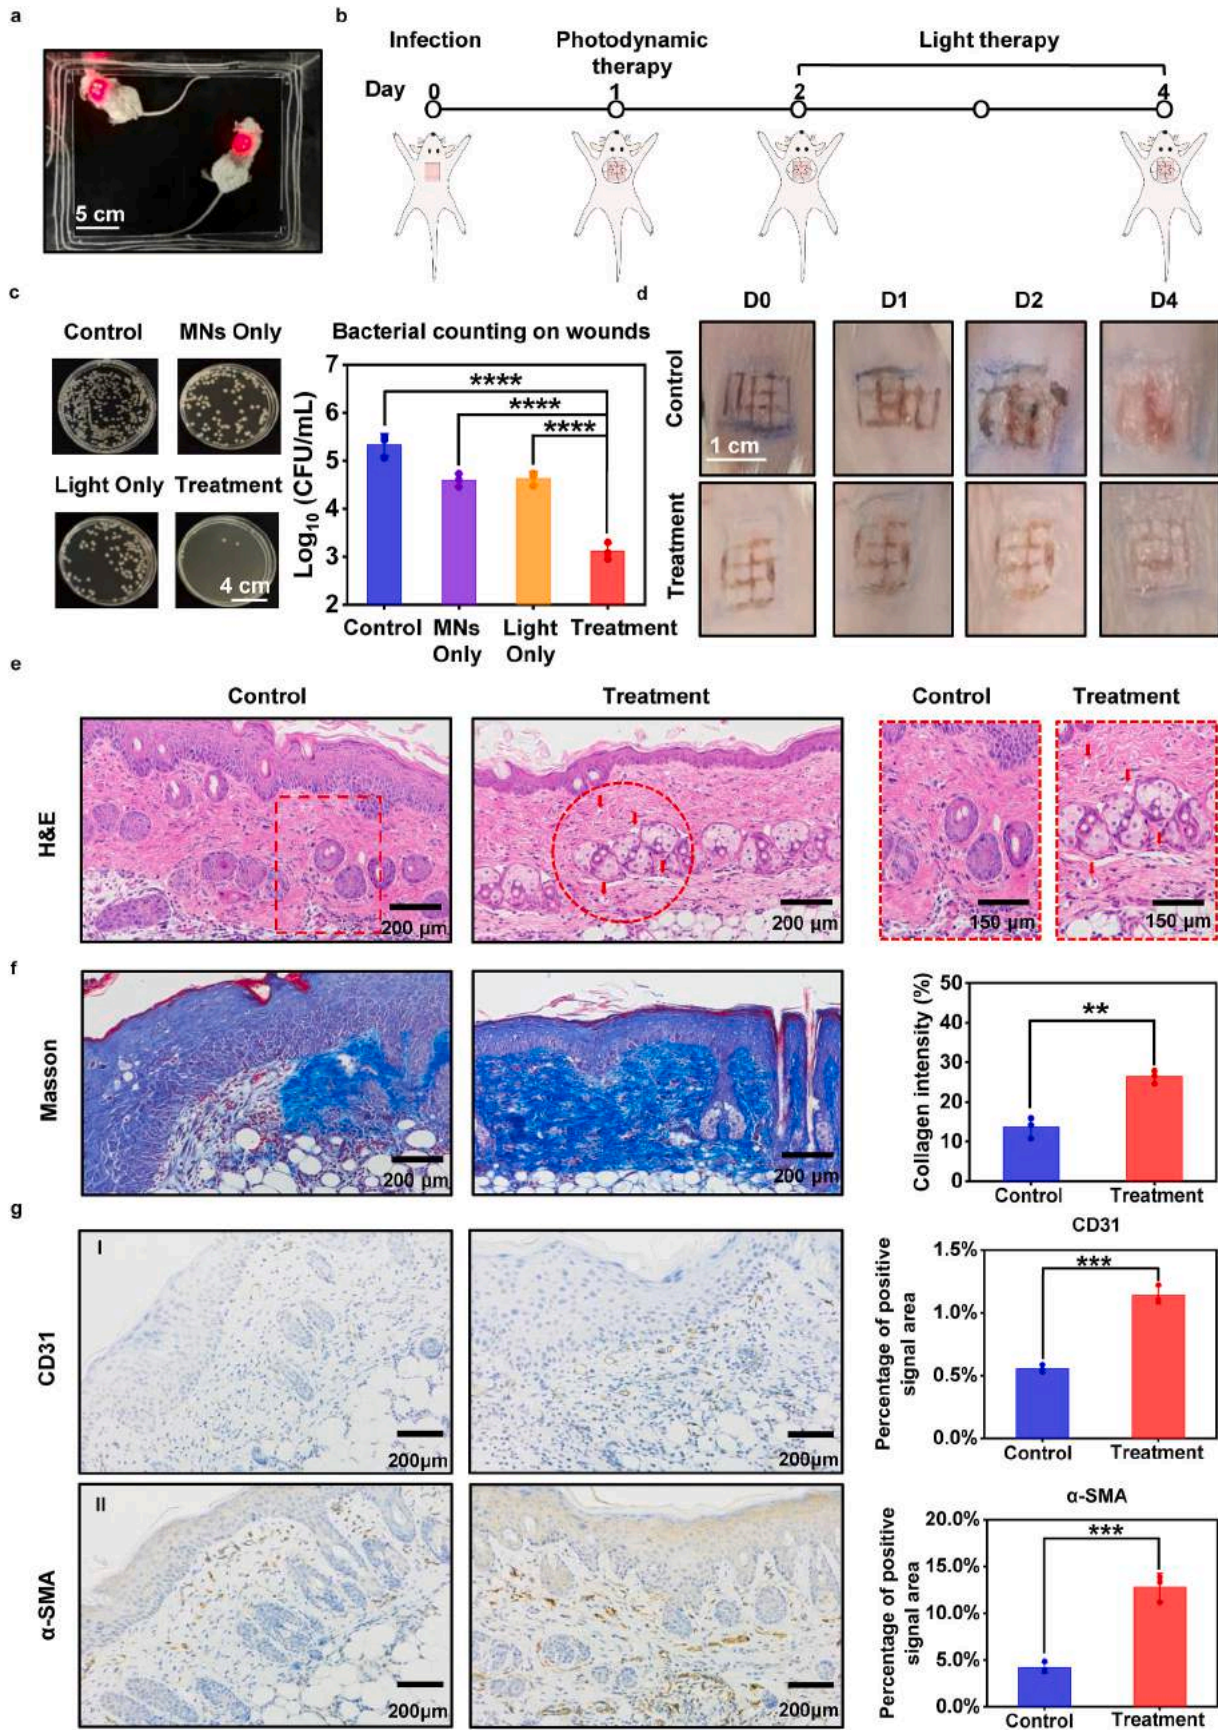 a
5 cm
b
Infection
Photodynamic
therapy
Light therapy
Day
0
1
2
4
c
Control
MNs Only
Light Only
Treatment
4 cm
Bacterial counting on wounds
Log₁₀ (CFU/mL)
7
6
5
4
3
2
****
****
****
Control
MNs
Only
Light
Only
Treatment
d
D0
D1
D2
D4
Control
1 cm
Treatment
e
Control
Treatment
Control
Treatment
H&E
200 µm
200 µm
150 µm
150 µm
f
Masson
200 µm
200 µm
Collagen intensity (%)
50
40
30
20
10
0
**
Control
Treatment
g
I
CD31
200µm
200µm
CD31
Percentage of positive
signal area
1.5%
1.0%
0.5%
0.0%
***
Control
Treatment
II
α-SMA
200µm
200µm
α-SMA
Percentage of positive
signal area
20.0%
15.0%
10.0%
5.0%
0.0%
***
Control
Treatment